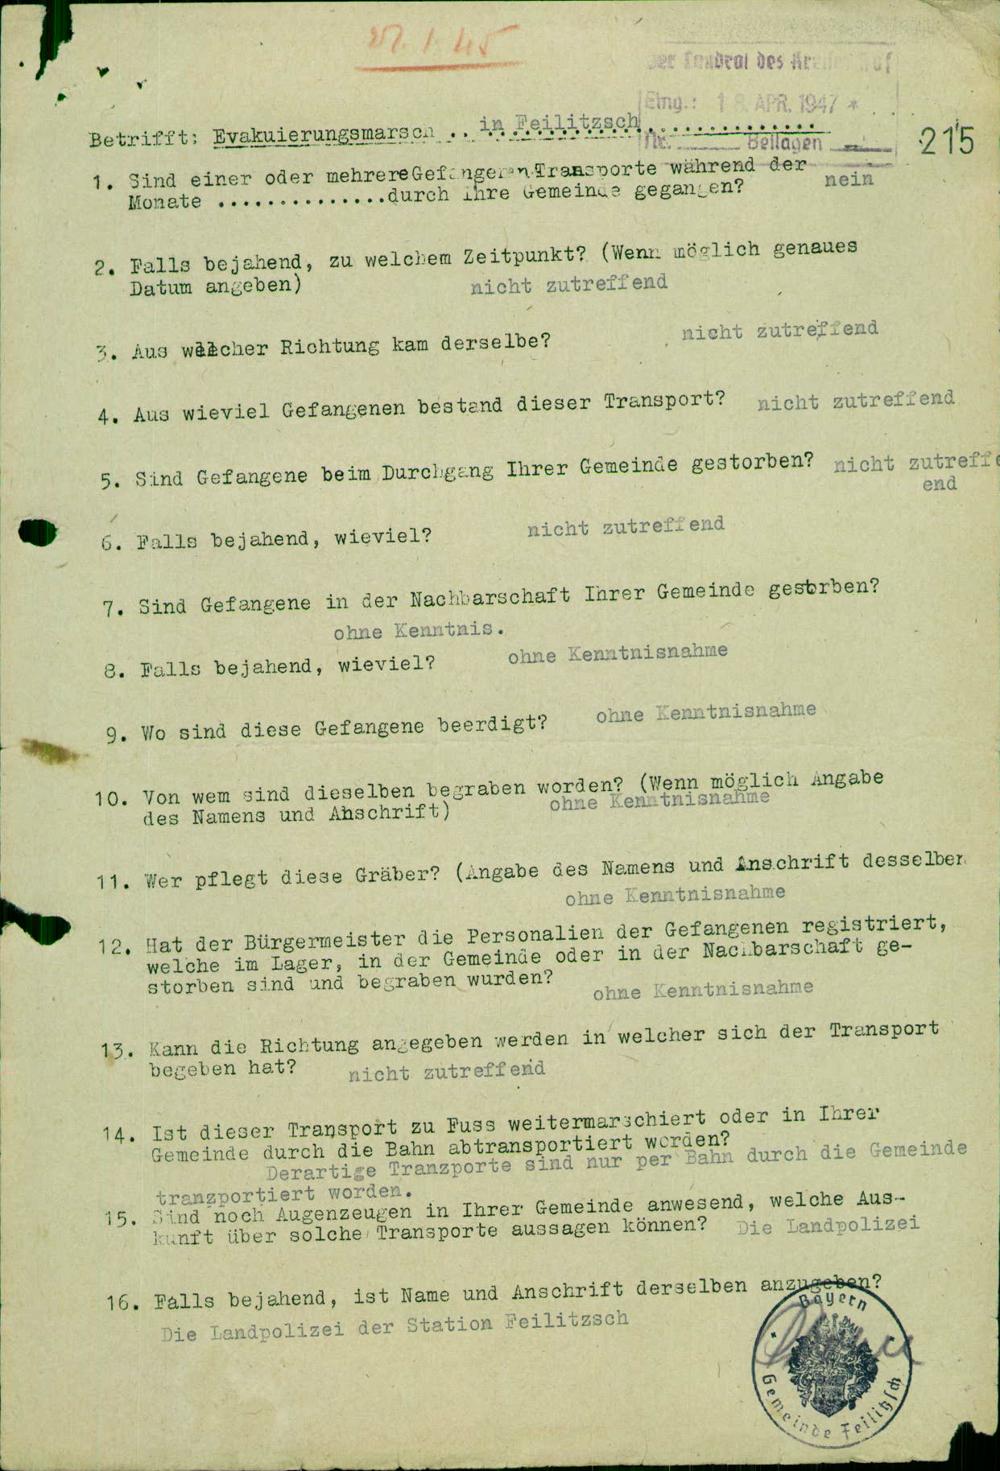 Der Landrat des Kreises Hof
Eing.: 18. APR. 1947 *
Nr. Beilagen
215
Betrifft: Evakuierungsmarsch .. in Feilitzsch
1. Sind einer oder mehrere Gefangenen Transporte während der
Monate ..............durch ihre Gemeinde gegangen? nein
2. Falls bejahend, zu welchem Zeitpunkt? (Wenn möglich genaues
Datum angeben) nicht zutreffend
3. Aus welcher Richtung kam derselbe? nicht zutreffend
4. Aus wieviel Gefangenen bestand dieser Transport? nicht zutreffend
5. Sind Gefangene beim Durchgang Ihrer Gemeinde gestorben? nicht zutreffe
end
6. Falls bejahend, wieviel? nicht zutreffend
7. Sind Gefangene in der Nachbarschaft Ihrer Gemeinde gestorben?
ohne Kenntnis.
8. Falls bejahend, wieviel? ohne Kenntnisnahme
9. Wo sind diese Gefangene beerdigt? ohne Kenntnisnahme
10. Von wem sind dieselben begraben worden? (Wenn möglich Angabe
des Namens und Anschrift) ohne Kenntnisnahme
11. Wer pflegt diese Gräber? (Angabe des Namens und Anschrift desselben
ohne Kenntnisnahme
12. Hat der Bürgermeister die Personalien der Gefangenen registriert,
welche im Lager, in der Gemeinde oder in der Nachbarschaft ge-
storben sind und begraben wurden? ohne Kenntnisnahme
13. Kann die Richtung angegeben werden in welcher sich der Transport
begeben hat? nicht zutreffend
14. Ist dieser Transport zu Fuss weitermarschiert oder in Ihrer
Gemeinde durch die Bahn abtransportiert worden?
Derartige Tranzporte sind nur per Bahn durch die Gemeinde
tranzportiert worden.
15. Sind noch Augenzeugen in Ihrer Gemeinde anwesend, welche Aus-
kunft über solche Transporte aussagen können? Die Landpolizei
16. Falls bejahend, ist Name und Anschrift derselben anzugeben?
Die Landpolizei der Station Feilitzsch
Bayern
Gemeinde Feilitzsch